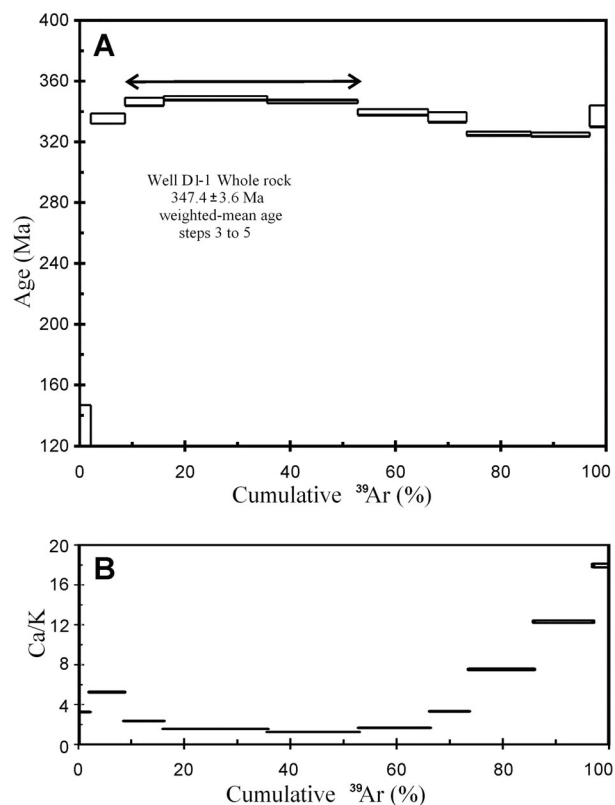 A
400
360
320
280
240
200
160
120
Age (Ma)
Well D1-1 Whole rock
347.4 ± 3.6 Ma
weighted-mean age
steps 3 to 5
0 20 40 60 80 100
Cumulative ³⁹Ar (%)
B
20
16
12
8
4
0
Ca/K
0 20 40 60 80 100
Cumulative ³⁹Ar (%)